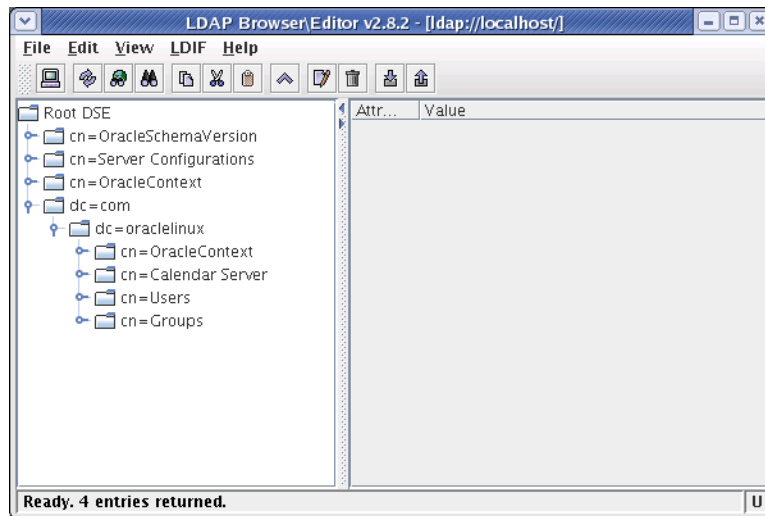 LDAP Browser\Editor v2.8.2 - [ldap://localhost/]
File Edit View LDIF Help
Root DSE
Attr... Value
cn=OracleSchemaVersion
cn=Server Configurations
cn=OracleContext
dc=com
dc=oraclelinux
cn=OracleContext
cn=Calendar Server
cn=Users
cn=Groups
Ready. 4 entries returned.
U